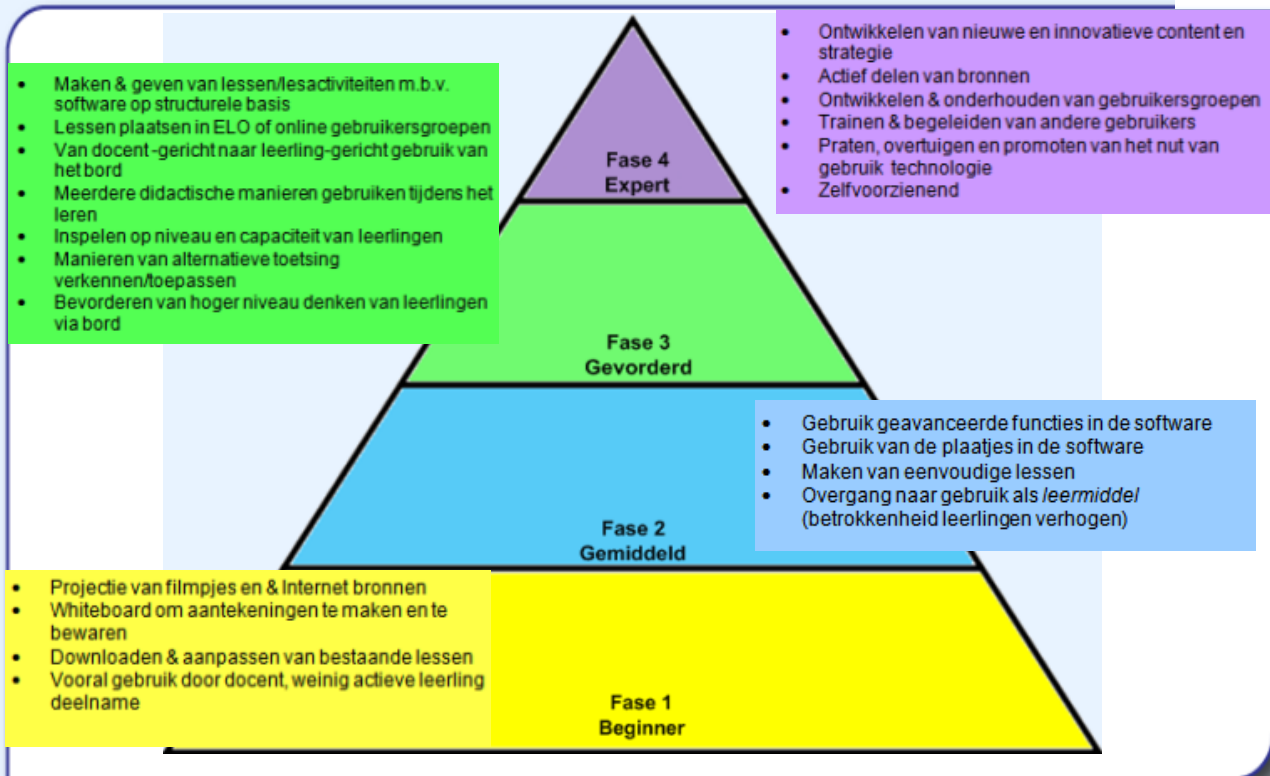 • Ontwikkelen van nieuwe en innovatieve content en
strategie
• Actief delen van bronnen
• Ontwikkelen & onderhouden van gebruikersgroepen
• Trainen & begeleiden van andere gebruikers
• Praten, overtuigen en promoten van het nut van
gebruik technologie
• Zelfvoorzienend
• Maken & geven van lessen/lesactiviteiten m.b.v.
software op structurele basis
• Lessen plaatsen in ELO of online gebruikersgroepen
• Van docent-gericht naar leerling-gericht gebruik van
het bord
• Meerdere didactische manieren gebruiken tijdens het
leren
• Inspelen op niveau en capaciteit van leerlingen
• Manieren van alternatieve toetsing
verkennen/toepassen
• Bevorderen van hoger niveau denken van leerlingen
via bord
Fase 4
Expert
Fase 3
Gevorderd
• Gebruik geavanceerde functies in de software
• Gebruik van de plaatjes in de software
• Maken van eenvoudige lessen
• Overgang naar gebruik als leermiddel
(betrokkenheid leerlingen verhogen)
Fase 2
Gemiddeld
• Projectie van filmpjes en & Internet bronnen
• Whiteboard om aantekeningen te maken en te
bewaren
• Downloaden & aanpassen van bestaande lessen
• Vooral gebruik door docent, weinig actieve leerling
deelname
Fase 1
Beginner